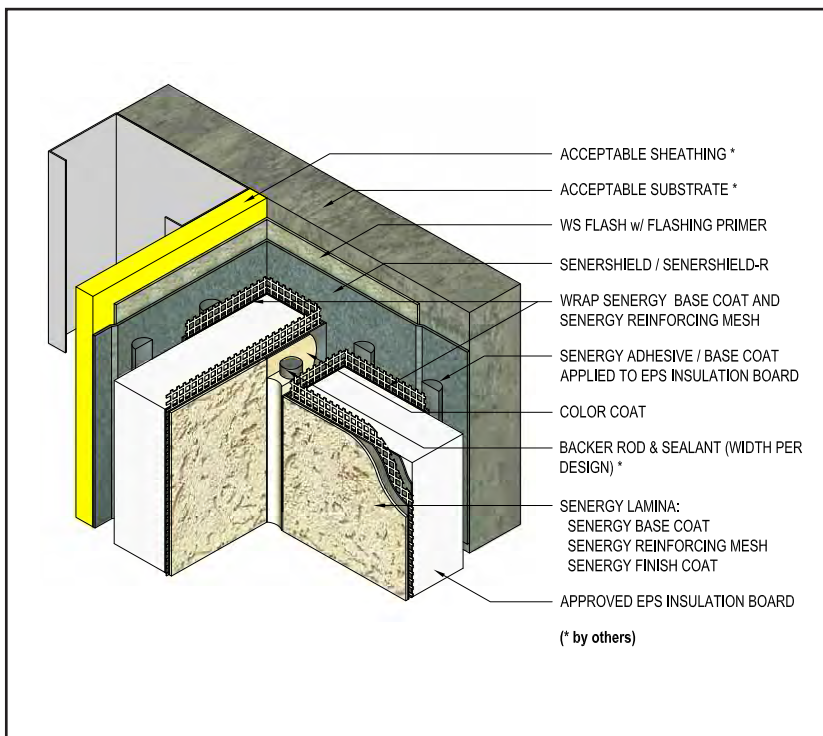 ACCEPTABLE SHEATHING *
ACCEPTABLE SUBSTRATE *
WS FLASH w/ FLASHING PRIMER
SENERSHIELD / SENERSHIELD-R
WRAP SENERGY BASE COAT AND
SENERGY REINFORCING MESH
SENERGY ADHESIVE / BASE COAT
APPLIED TO EPS INSULATION BOARD
COLOR COAT
BACKER ROD & SEALANT (WIDTH PER
DESIGN) *
SENERGY LAMINA:
SENERGY BASE COAT
SENERGY REINFORCING MESH
SENERGY FINISH COAT
APPROVED EPS INSULATION BOARD
(* by others)